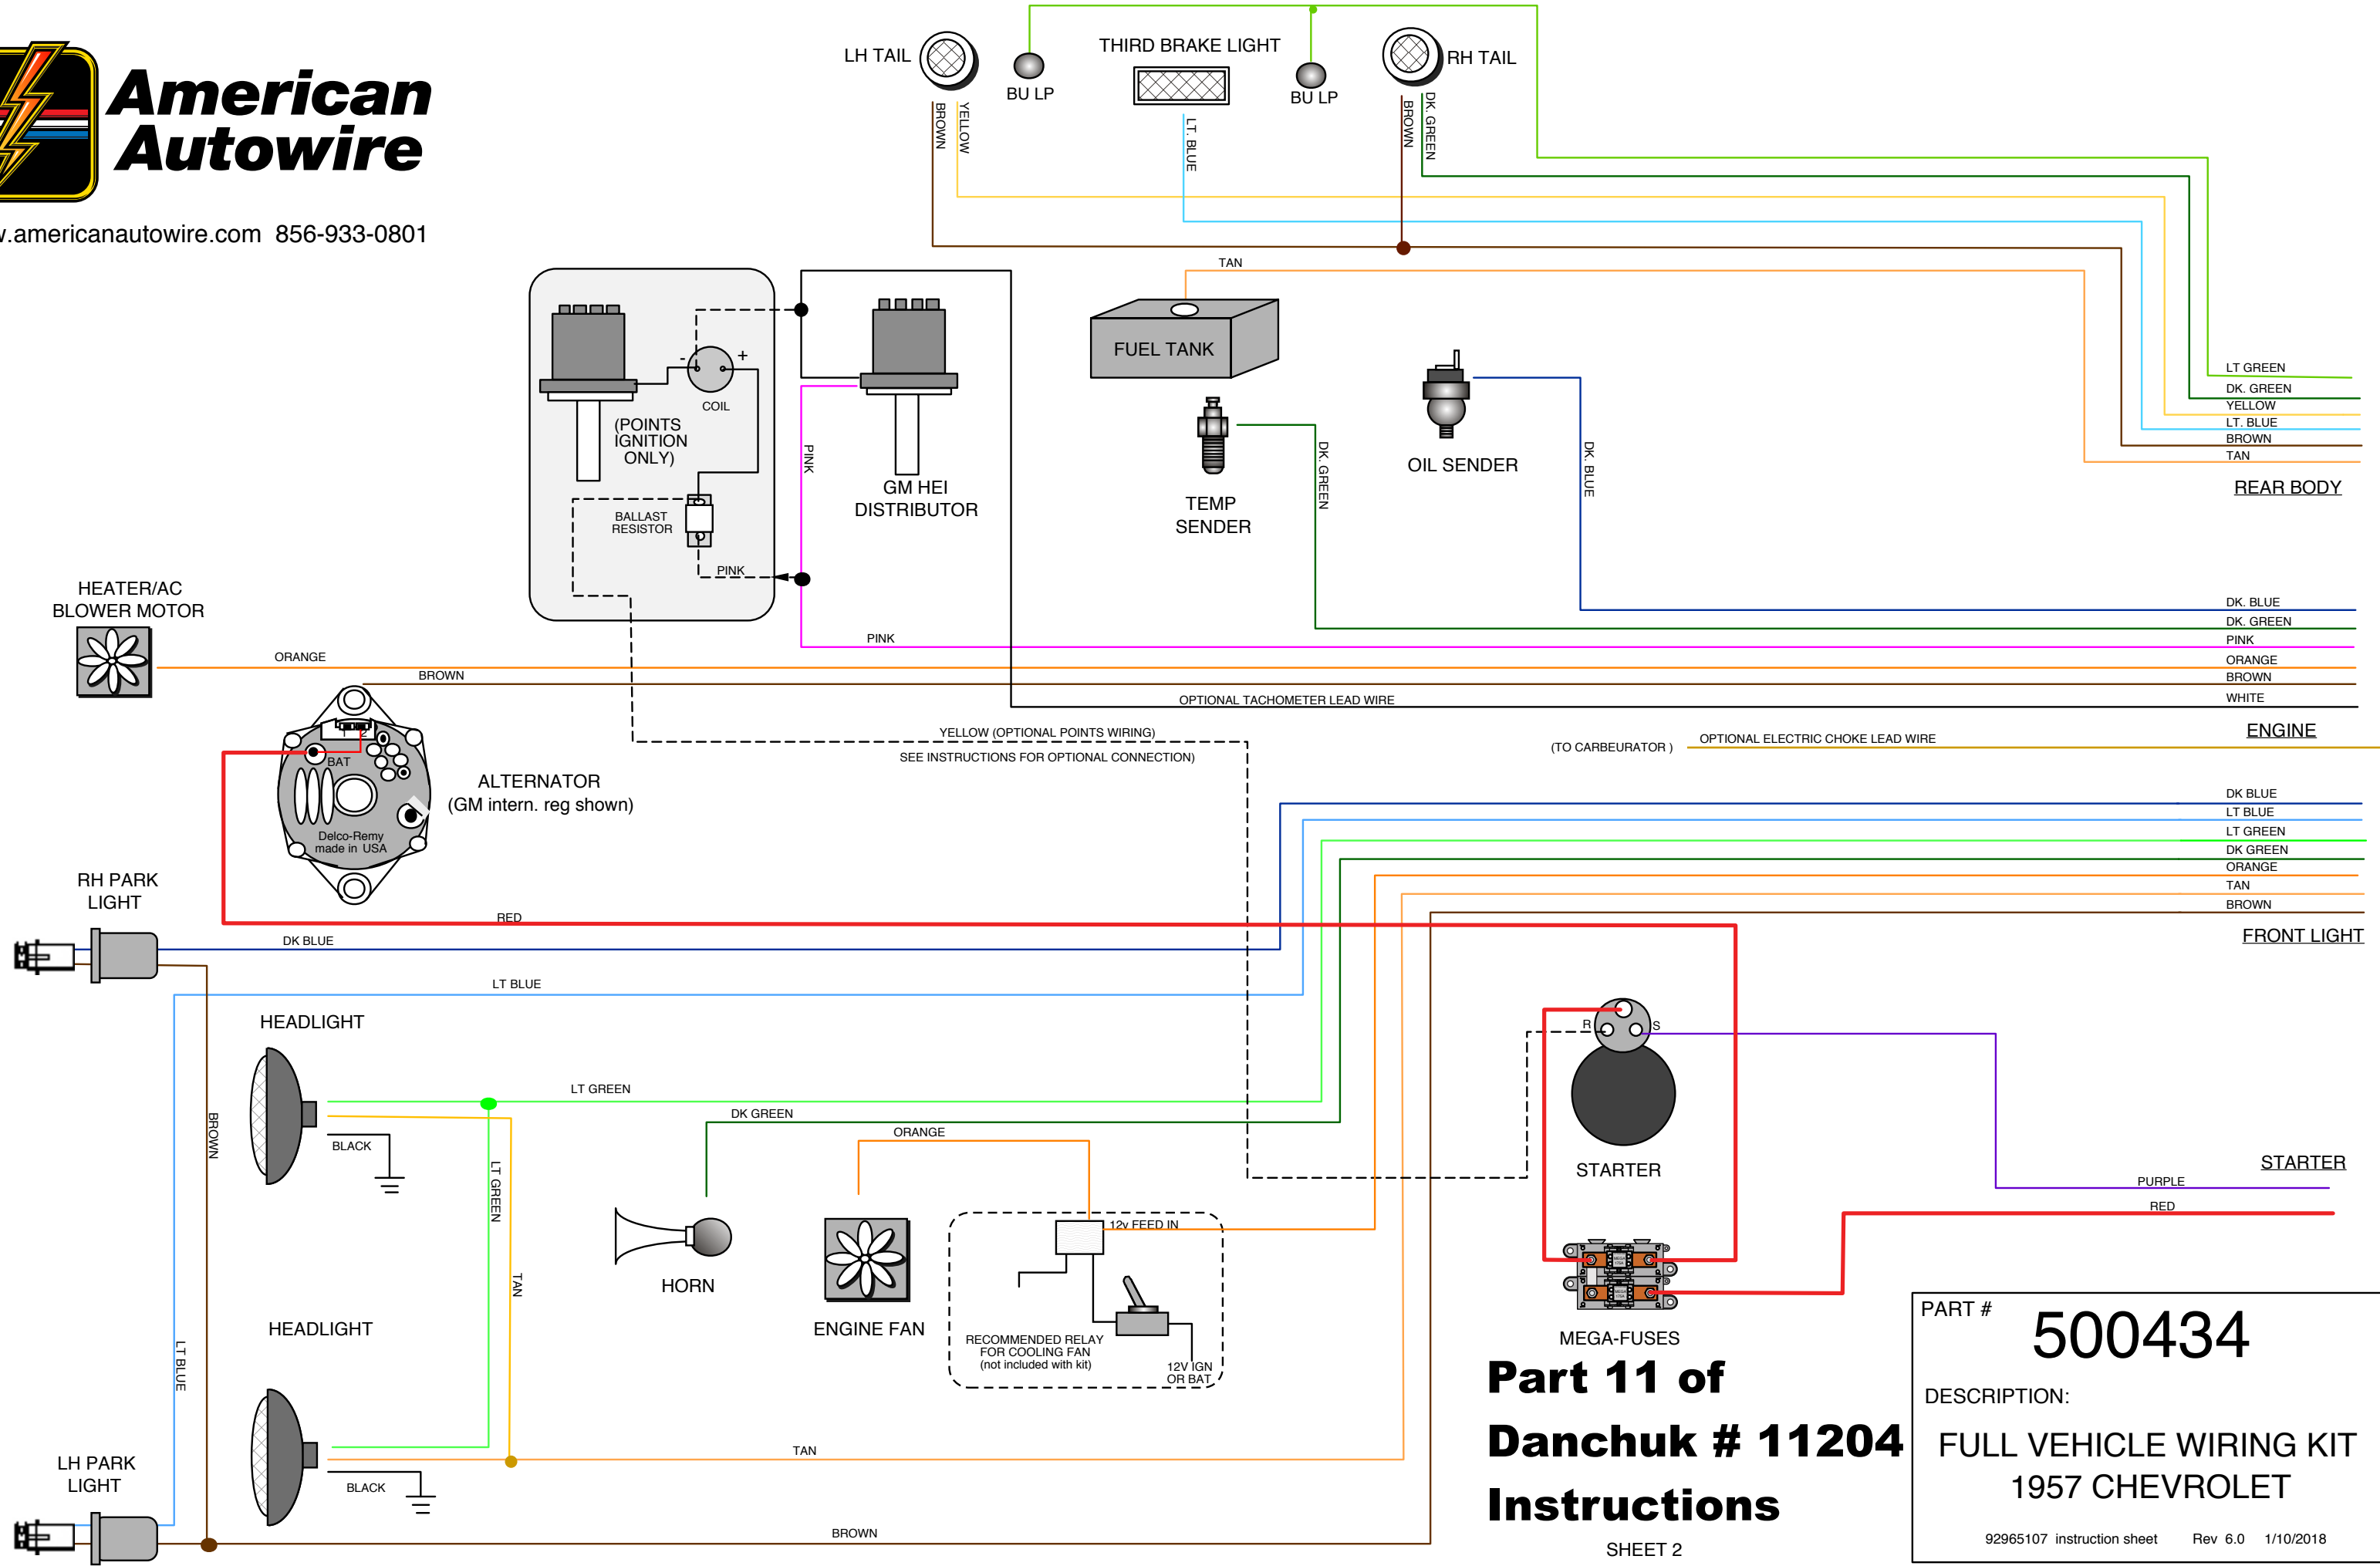 American
Autowire
w.americanautowire.com 856-933-0801
LH TAIL
BU LP
THIRD BRAKE LIGHT
BU LP
RH TAIL
BROWN
YELLOW
LT. BLUE
BROWN
DK. GREEN
TAN
FUEL TANK
- +
COIL
(POINTS
IGNITION
ONLY)
BALLAST
RESISTOR
PINK
PINK
GM HEI
DISTRIBUTOR
TEMP
SENDER
DK. GREEN
OIL SENDER
DK. BLUE
LT GREEN
DK. GREEN
YELLOW
LT. BLUE
BROWN
TAN
REAR BODY
HEATER/AC
BLOWER MOTOR
ORANGE
BROWN
PINK
DK. BLUE
DK. GREEN
PINK
ORANGE
BROWN
WHITE
ENGINE
OPTIONAL TACHOMETER LEAD WIRE
YELLOW (OPTIONAL POINTS WIRING)
SEE INSTRUCTIONS FOR OPTIONAL CONNECTION)
(TO CARBEURATOR )
OPTIONAL ELECTRIC CHOKE LEAD WIRE
1 2
BAT
Delco-Remy
made in USA
ALTERNATOR
(GM intern. reg shown)
DK BLUE
LT BLUE
LT GREEN
DK GREEN
ORANGE
TAN
BROWN
FRONT LIGHT
RH PARK
LIGHT
RED
DK BLUE
LT BLUE
HEADLIGHT
BROWN
BLACK
LT GREEN
LT GREEN
DK GREEN
ORANGE
TAN
HORN
ENGINE FAN
12v FEED IN
RECOMMENDED RELAY
FOR COOLING FAN
(not included with kit)
12V IGN
OR BAT
R S
STARTER
STARTER
PURPLE
RED
MEGA-FUSES
HEADLIGHT
LT BLUE
BLACK
TAN
LH PARK
LIGHT
BROWN
Part 11 of
Danchuk # 11204
Instructions
SHEET 2
PART #
500434
DESCRIPTION:
FULL VEHICLE WIRING KIT
1957 CHEVROLET
92965107 instruction sheet Rev 6.0 1/10/2018